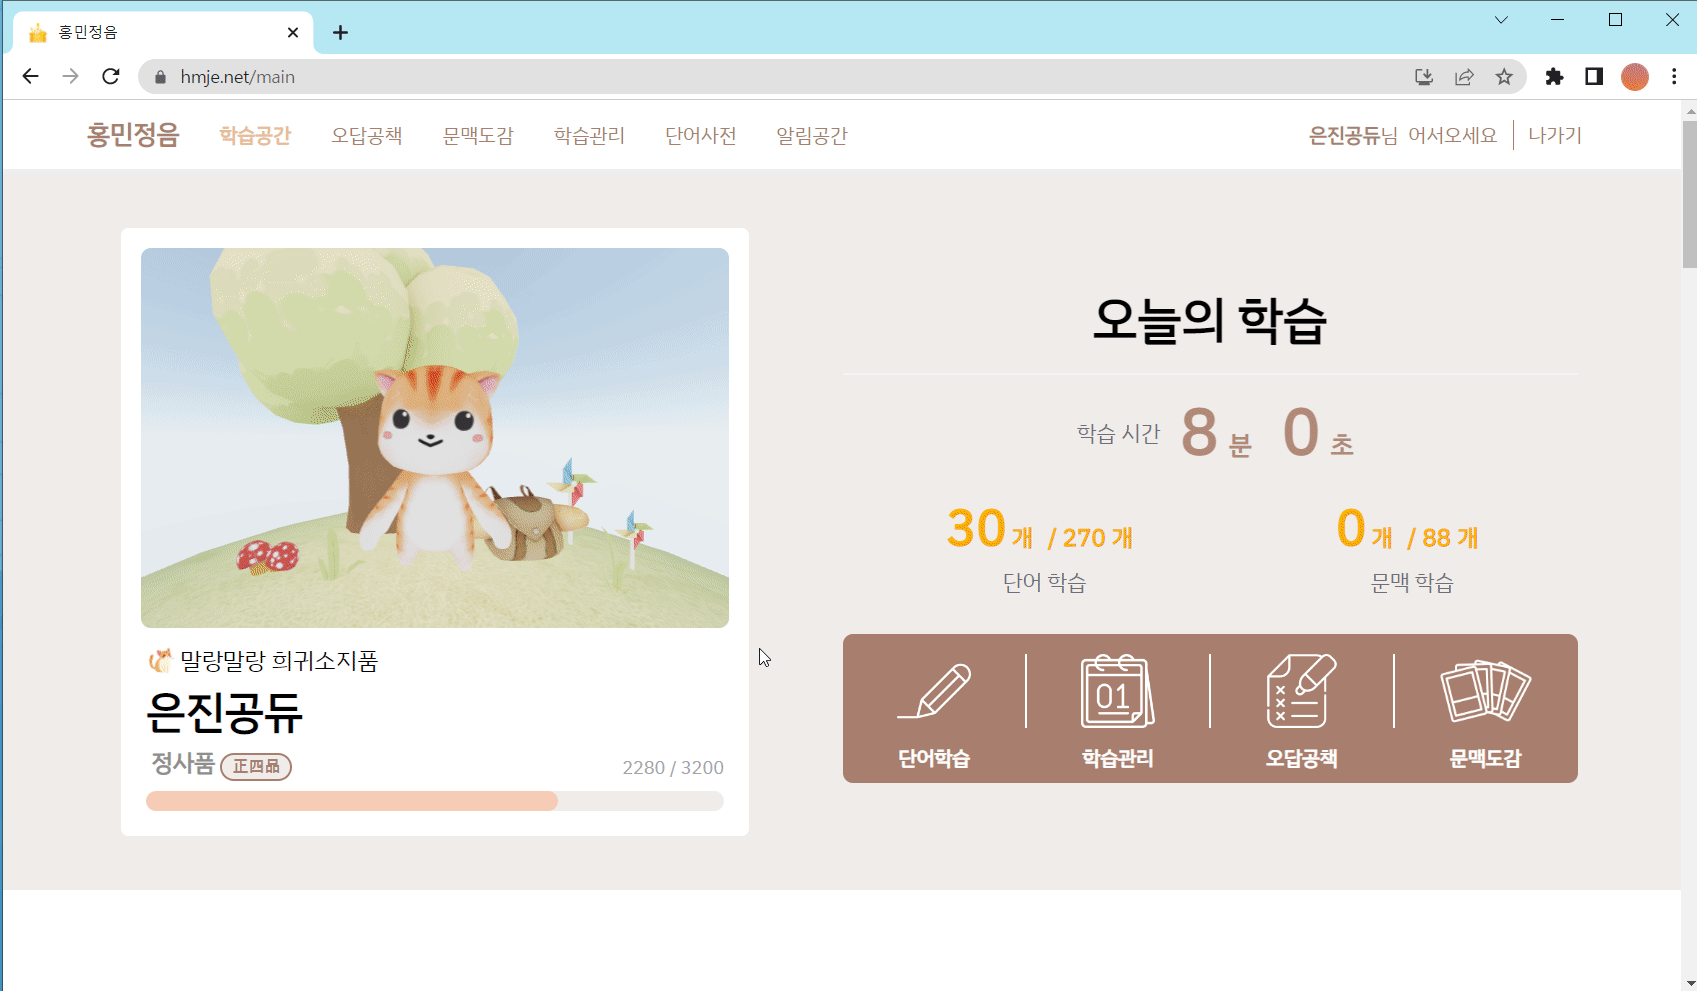 홍민정음
hmje.net/main
홍민정음 학습공간 오답공책 문맥도감 학습관리 단어사전 알림공간 은진공듀님 어서오세요 나가기
말랑말랑 희귀소지품
은진공듀
정사품 正四品
2280 / 3200
오늘의 학습
학습 시간 8 분 0 초
30 개 / 270 개
단어 학습
0 개 / 88 개
문맥 학습
01
단어학습 학습관리 오답공책 문맥도감